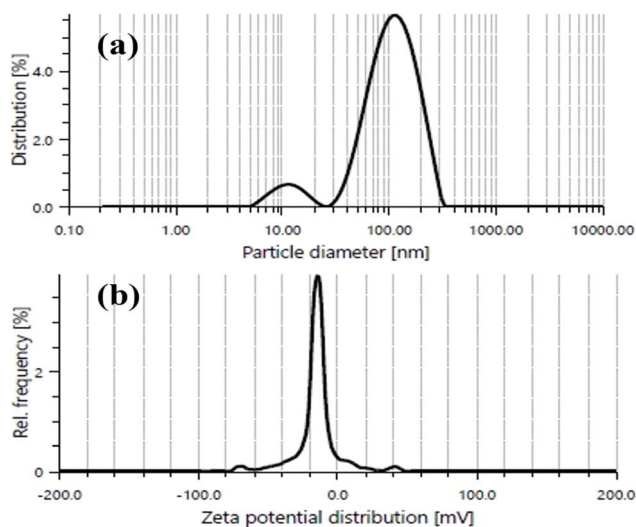 (a)
Distribution [%]
4.0
2.0
0.0
0.10 1.00 10.00 100.00 1000.00 10000.00
Particle diameter [nm]
(b)
Rel. frequency [%]
2
0
-200.0 -100.0 0.0 100.0 200.0
Zeta potential distribution [mV]